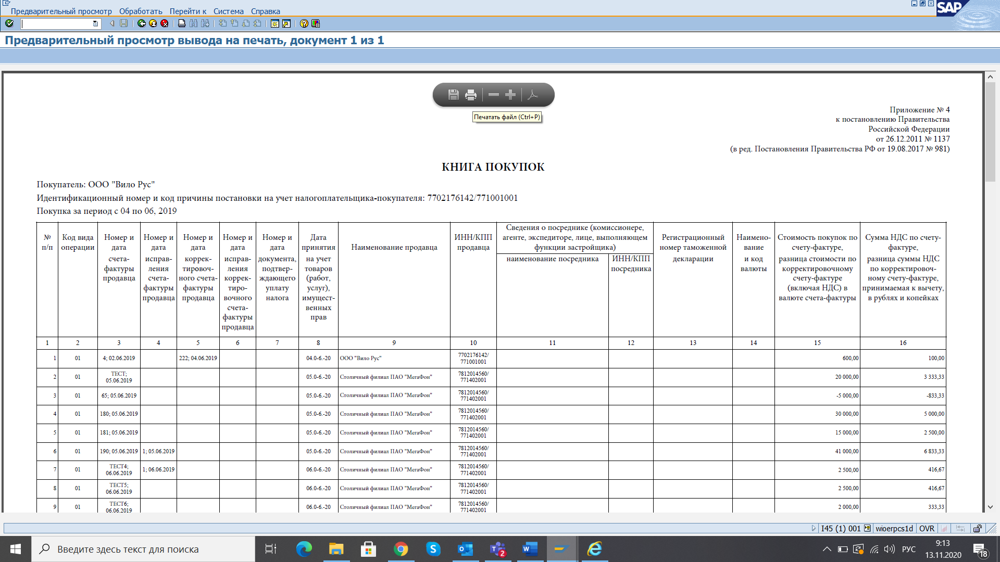 Предварительный просмотр Обработать Перейти к Система Справка
SAP
Предварительный просмотр вывода на печать, документ 1 из 1
Печатать файл (Ctrl+P)
Приложение № 4
к постановлению Правительства
Российской Федерации
от 26.12.2011 № 1137
(в ред. Постановления Правительства РФ от 19.08.2017 № 981)
КНИГА ПОКУПОК
Покупатель: ООО "Вило Рус"
Идентификационный номер и код причины постановки на учет налогоплательщика-покупателя: 7702176142/771001001
Покупка за период с 04 по 06, 2019
№ п/п
Код вида операции
Номер и дата счета-фактуры продавца
Номер и дата исправ-ления счета-фактуры продавца
Номер и дата коррек-тировоч-ного счета-фактуры продавца
Номер и дата исправ-ления коррек-тиро-вочного счета-фактуры продавца
Номер и дата документа, подтвер-ждающего уплату налога
Дата принятия на учет товаров (работ, услуг), имущест-венных прав
Наименование продавца
ИНН/КПП продавца
Сведения о посреднике (комиссионере, агенте, экспедиторе, лице, выполняющем функции застройщика)
наименование посредника
ИНН/КПП посредника
Регистрационный номер таможенной декларации
Наимено-вание и код валюты
Стоимость покупок по счету-фактуре, разница стоимости по корректировочному счету-фактуре (включая НДС) в валюте счета-фактуры
Сумма НДС по счету-фактуре, разница суммы НДС по корректировоч-ному счету-фактуре, принимаемая к вычету, в рублях и копейках
1 2 3 4 5 6 7 8 9 10 11 12 13 14 15 16
1 01 4; 02.06.2019 222; 04.06.2019 04.0-6.-20 ООО "Вило Рус" 7702176142/ 771001001 600,00 100,00
2 01 ТЕСТ; 05.06.2019 05.0-6.-20 Столичный филиал ПАО "МегаФон" 7812014560/ 771402001 20 000,00 3 333,33
3 01 65; 05.06.2019 05.0-6.-20 Столичный филиал ПАО "МегаФон" 7812014560/ 771402001 -5 000,00 -833,33
4 01 180; 05.06.2019 05.0-6.-20 Столичный филиал ПАО "МегаФон" 7812014560/ 771402001 30 000,00 5 000,00
5 01 181; 05.06.2019 05.0-6.-20 Столичный филиал ПАО "МегаФон" 7812014560/ 771402001 15 000,00 2 500,00
6 01 190; 05.06.2019 1; 05.06.2019 05.0-6.-20 Столичный филиал ПАО "МегаФон" 7812014560/ 771402001 41 000,00 6 833,33
7 01 ТЕСТ4; 06.06.2019 1; 06.06.2019 06.0-6.-20 Столичный филиал ПАО "МегаФон" 7812014560/ 771402001 2 500,00 416,67
8 01 ТЕСТ5; 06.06.2019 06.0-6.-20 Столичный филиал ПАО "МегаФон" 7812014560/ 771402001 2 500,00 416,67
9 01 ТЕСТ6; 06.06.2019 06.0-6.-20 Столичный филиал ПАО "МегаФон" 7812014560/ 771402001 2 000,00 333,33
I45 (1) 001 wioerpcs1d OVR
Введите здесь текст для поиска
2
РУС
9:13
13.11.2020
18